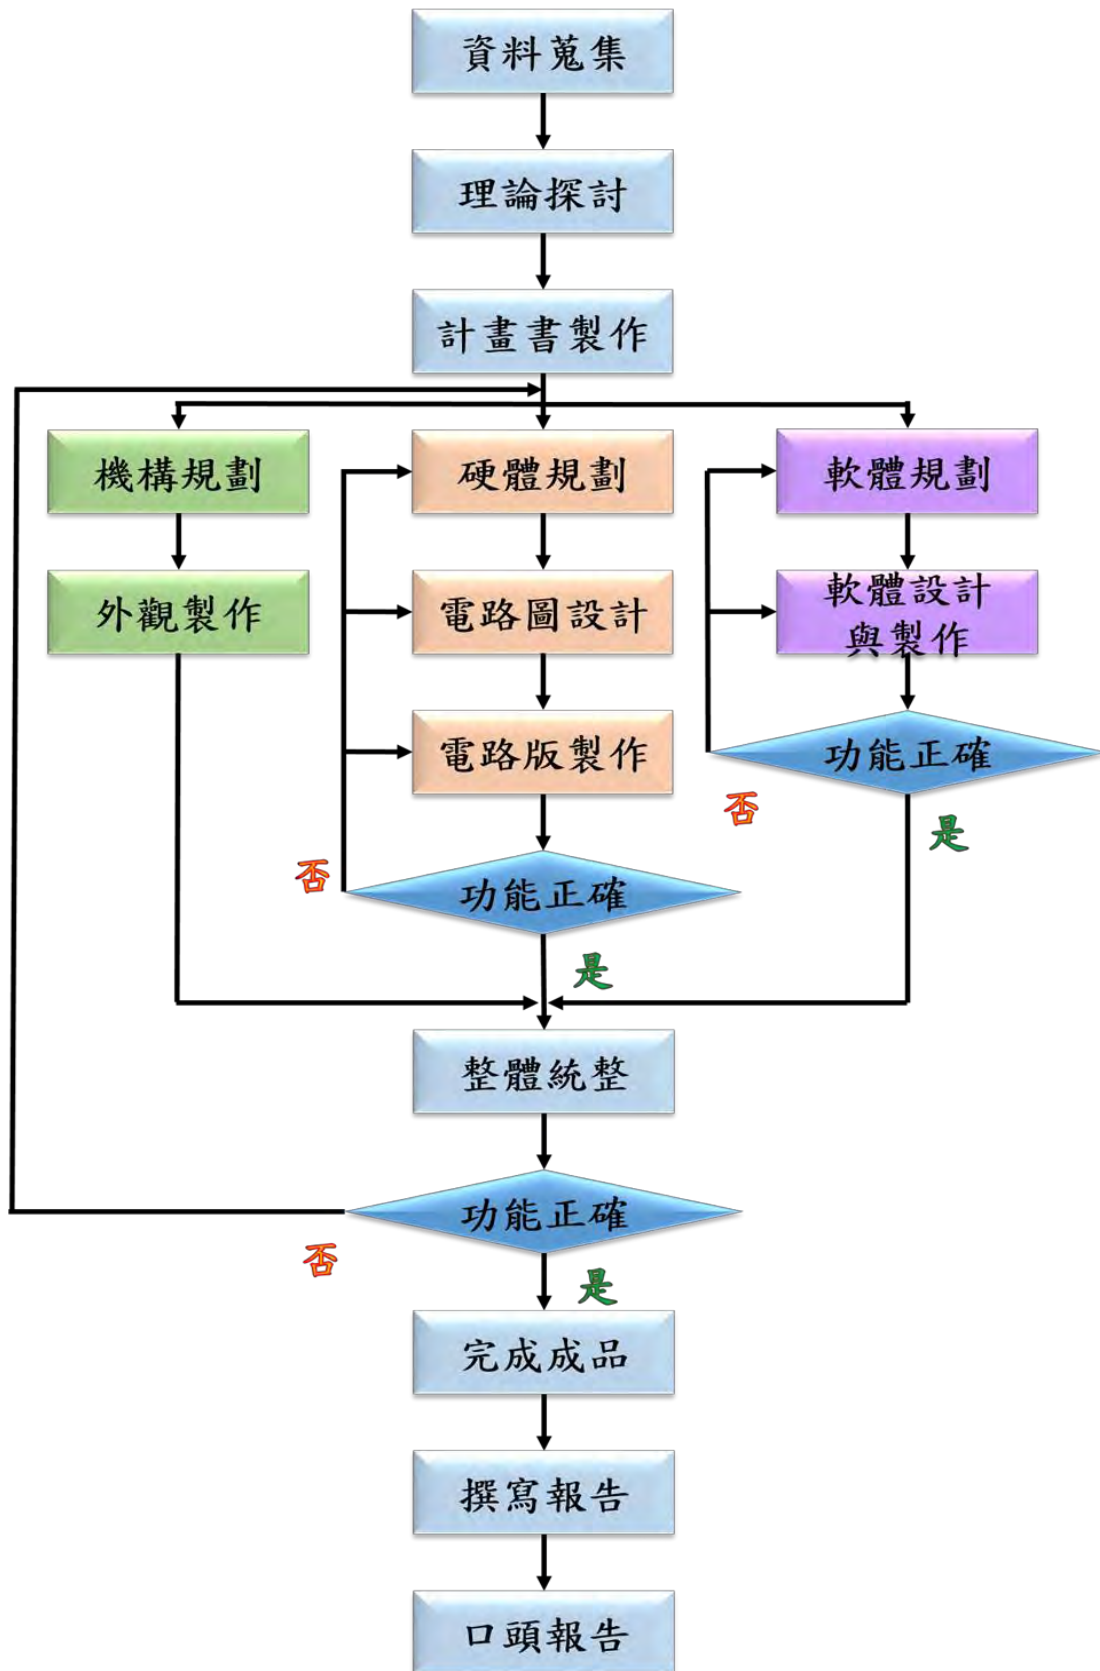 資料蒐集
理論探討
計畫書製作
機構規劃
硬體規劃
軟體規劃
外觀製作
電路圖設計
軟體設計
與製作
電路版製作
功能正確
否
是
功能正確
否
是
整體統整
功能正確
否
是
完成成品
撰寫報告
口頭報告